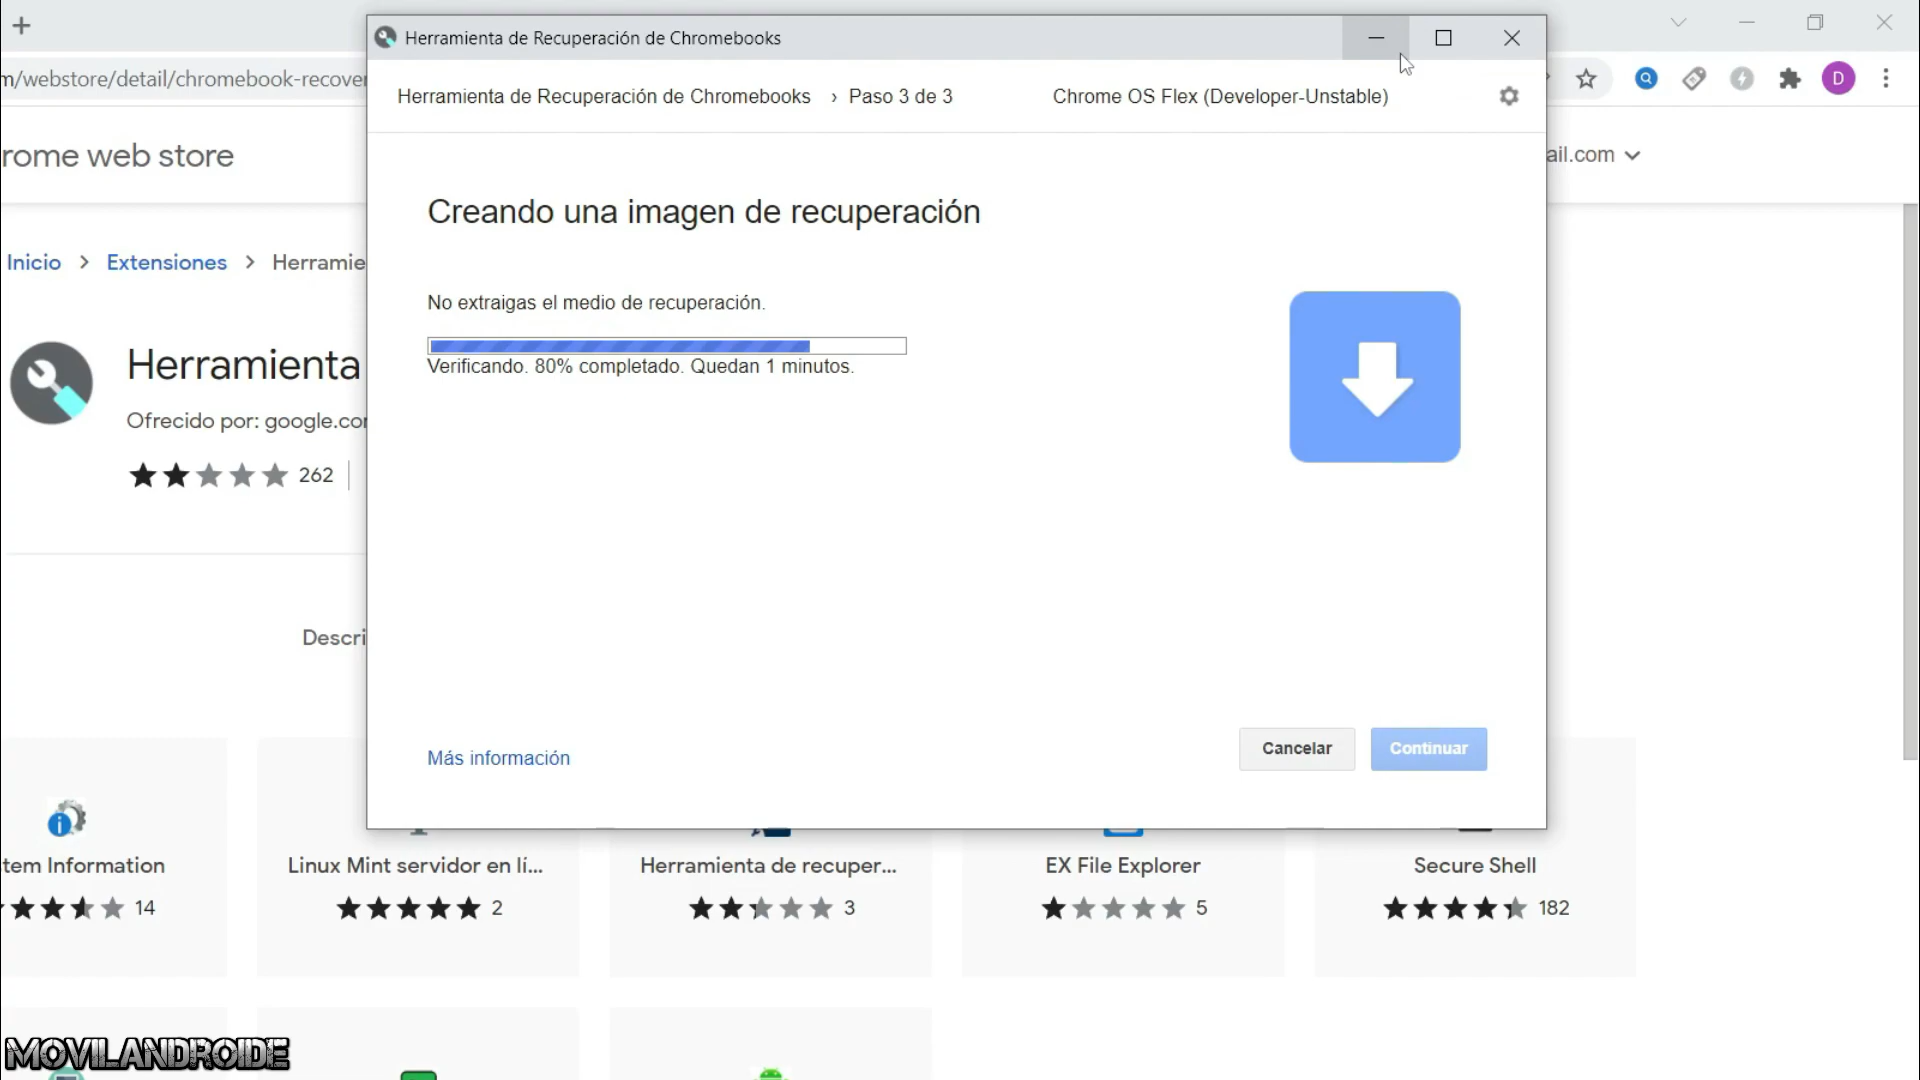 Herramienta de Recuperación de Chromebooks
m/webstore/detail/chromebook-recover
D
Herramienta de Recuperación de Chromebooks › Paso 3 de 3
Chrome OS Flex (Developer-Unstable)
rome web store
ail.com
Creando una imagen de recuperación
Inicio > Extensiones > Herramie
No extraigas el medio de recuperación.
Verificando. 80% completado. Quedan 1 minutos.
Herramienta
Ofrecido por: google.co
262
Descri
Más información
Cancelar
Continuar
tem Information
14
Linux Mint servidor en lí...
2
Herramienta de recuper...
3
EX File Explorer
5
Secure Shell
182
MOVILANDROIDE